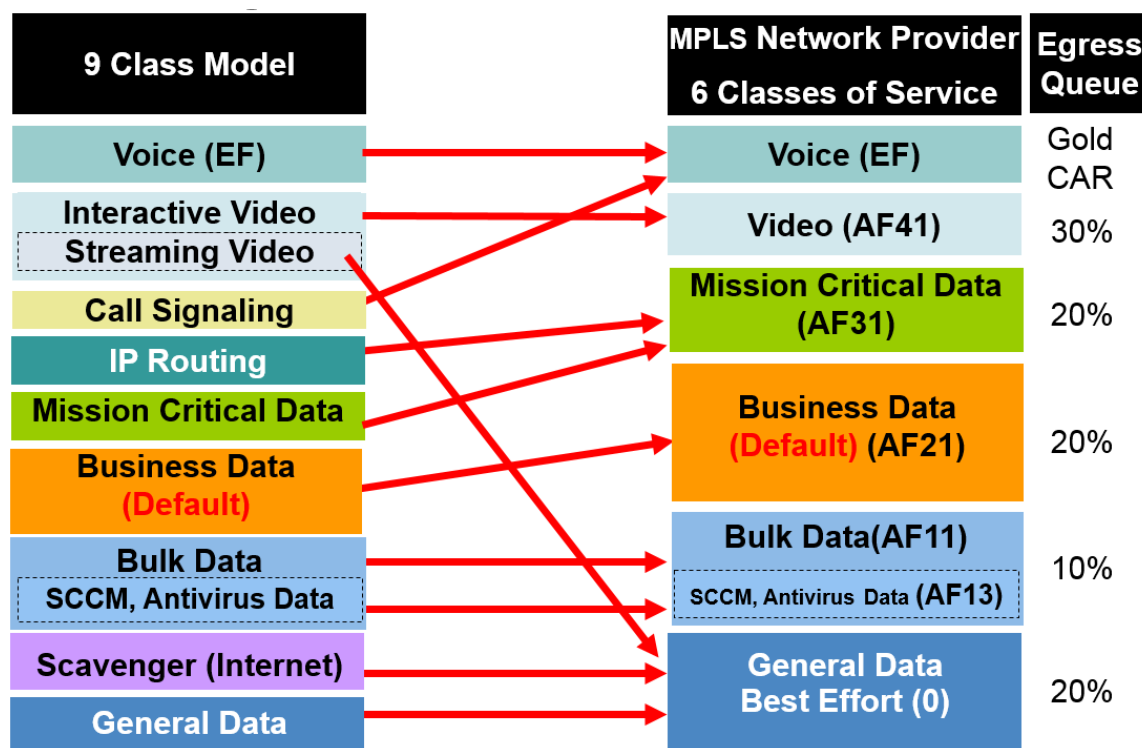 9 Class Model
MPLS Network Provider
6 Classes of Service
Egress
Queue
Voice (EF)
Interactive Video
Streaming Video
Call Signaling
IP Routing
Mission Critical Data
Business Data
(Default)
Bulk Data
SCCM, Antivirus Data
Scavenger (Internet)
General Data
Voice (EF)
Video (AF41)
Mission Critical Data
(AF31)
Business Data
(Default) (AF21)
Bulk Data(AF11)
SCCM, Antivirus Data (AF13)
General Data
Best Effort (0)
Gold
CAR
30%
20%
20%
10%
20%